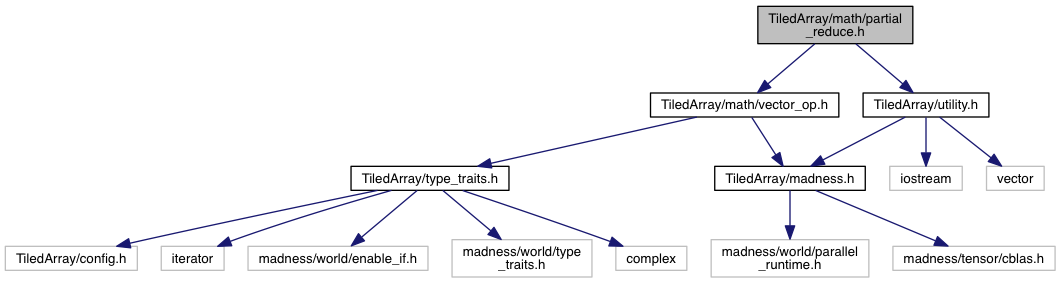 TiledArray/math/partial
_reduce.h
TiledArray/math/vector_op.h
TiledArray/utility.h
TiledArray/type_traits.h
TiledArray/madness.h
iostream
vector
TiledArray/config.h
iterator
madness/world/enable_if.h
madness/world/type
_traits.h
complex
madness/world/parallel
_runtime.h
madness/tensor/cblas.h